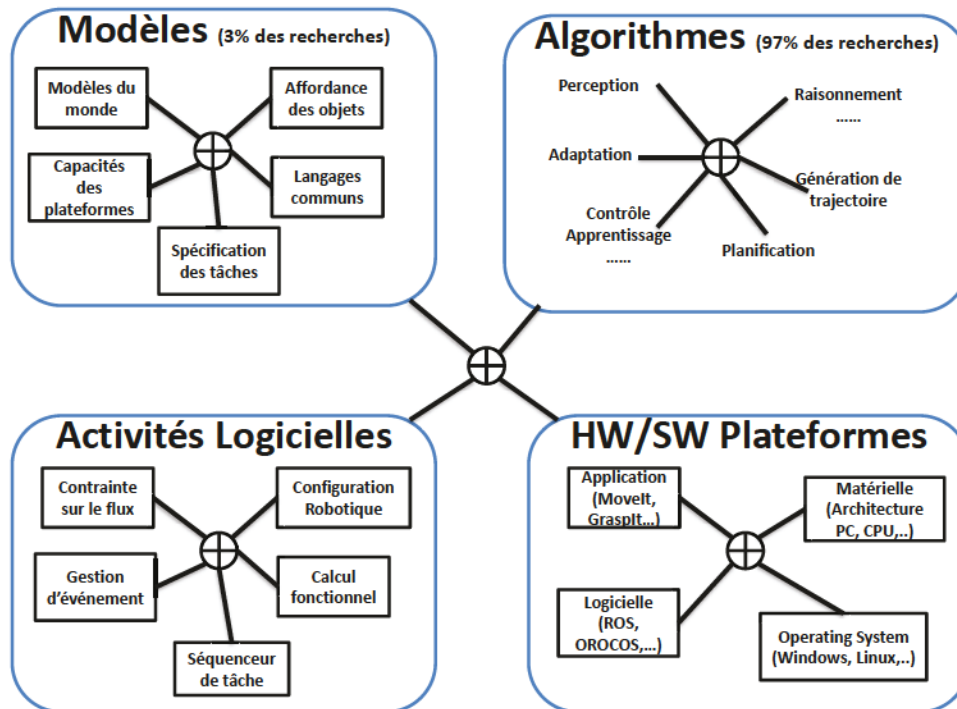 Modèles (3% des recherches)
Modèles du
monde
Affordance
des objets
Capacités
des
plateformes
Langages
communs
Spécification
des tâches
Algorithmes (97% des recherches)
Perception
Raisonnement
......
Adaptation
Génération de
trajectoire
Contrôle
Apprentissage
......
Planification
Activités Logicielles
Contrainte
sur le flux
Configuration
Robotique
Gestion
d'événement
Calcul
fonctionnel
Séquenceur
de tâche
HW/SW Plateformes
Application
(MoveIt,
GraspIt...)
Matérielle
(Architecture
PC, CPU,..)
Logicielle
(ROS,
OROCOS,...)
Operating System
(Windows, Linux,..)